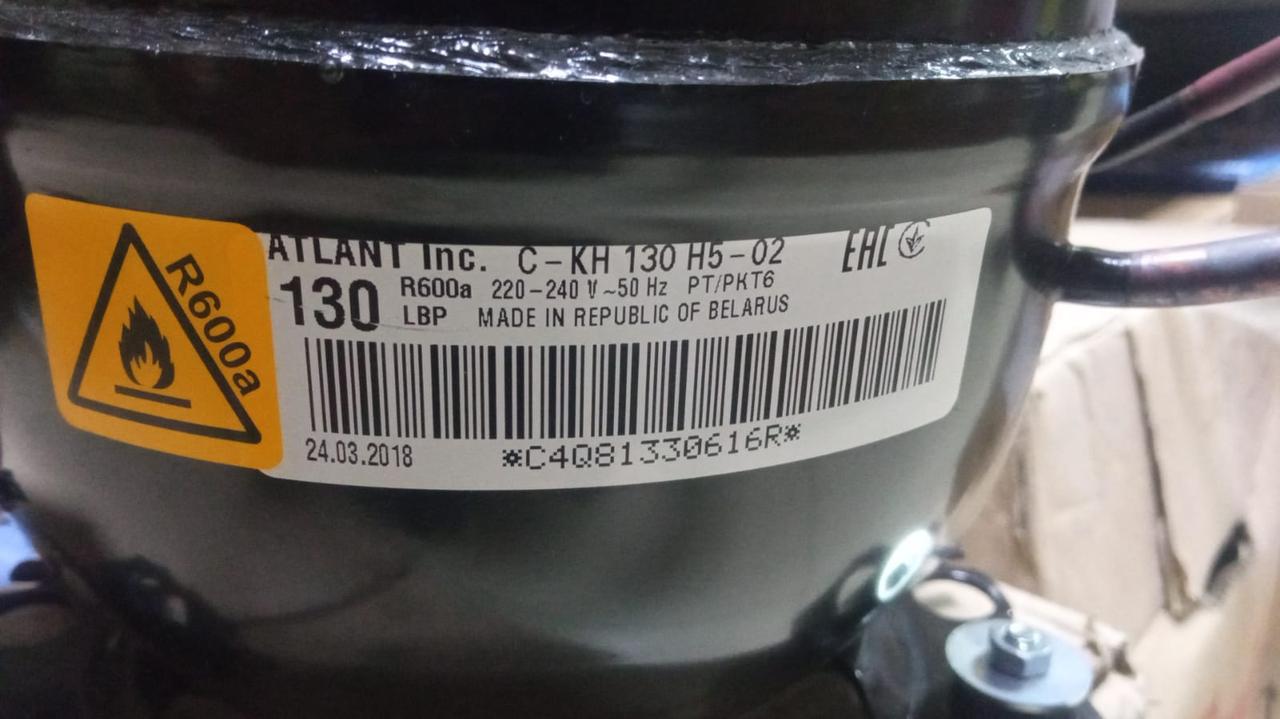 R600a
ATLANT Inc. C-KH 130 H5-02 EAC
130 R600a 220-240 V ~50 Hz PT/PKT6
LBP MADE IN REPUBLIC OF BELARUS
24.03.2018 *C4Q81330616R*